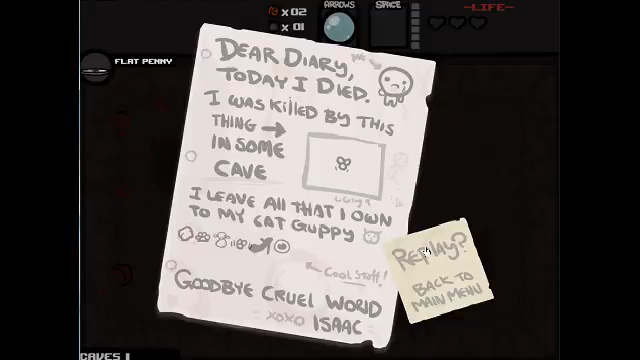 x 02
x 01
ARROWS
SPACE
-LIFE-
FLAT PENNY
DEAR DIARY,
TODAY I DIED.
ME
I WAS KILLED BY THIS
THING →
IN SOME
CAVE
I LEAVE ALL THAT I OWN
TO MY CAT GUPPY
← COOL STUFF!
GOODBYE CRUEL WORLD
XOXO ISAAC
REPLAY?
BACK TO
MAIN MENU
CAVES I